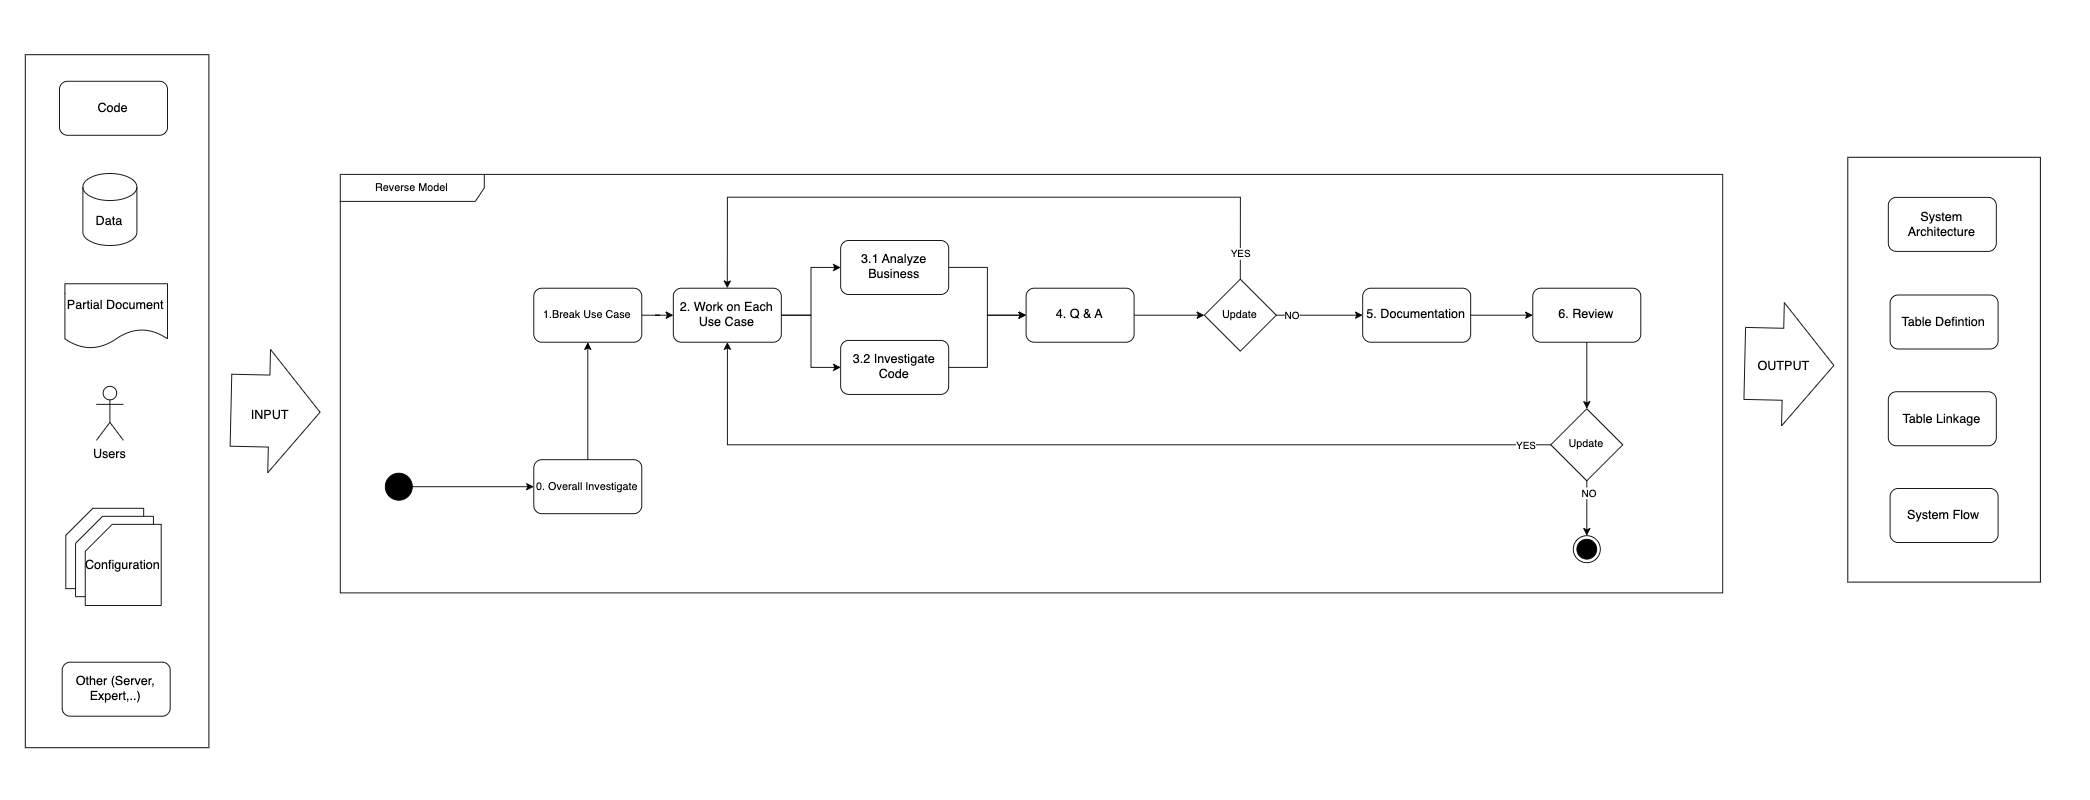 Code
Data
Partial Document
Users
Configuration
Other (Server,
Expert,..)
INPUT
Reverse Model
0. Overall Investigate
1.Break Use Case
2. Work on Each
Use Case
3.1 Analyze
Business
3.2 Investigate
Code
4. Q & A
Update
YES
NO
5. Documentation
6. Review
Update
YES
NO
OUTPUT
System
Architecture
Table Defintion
Table Linkage
System Flow